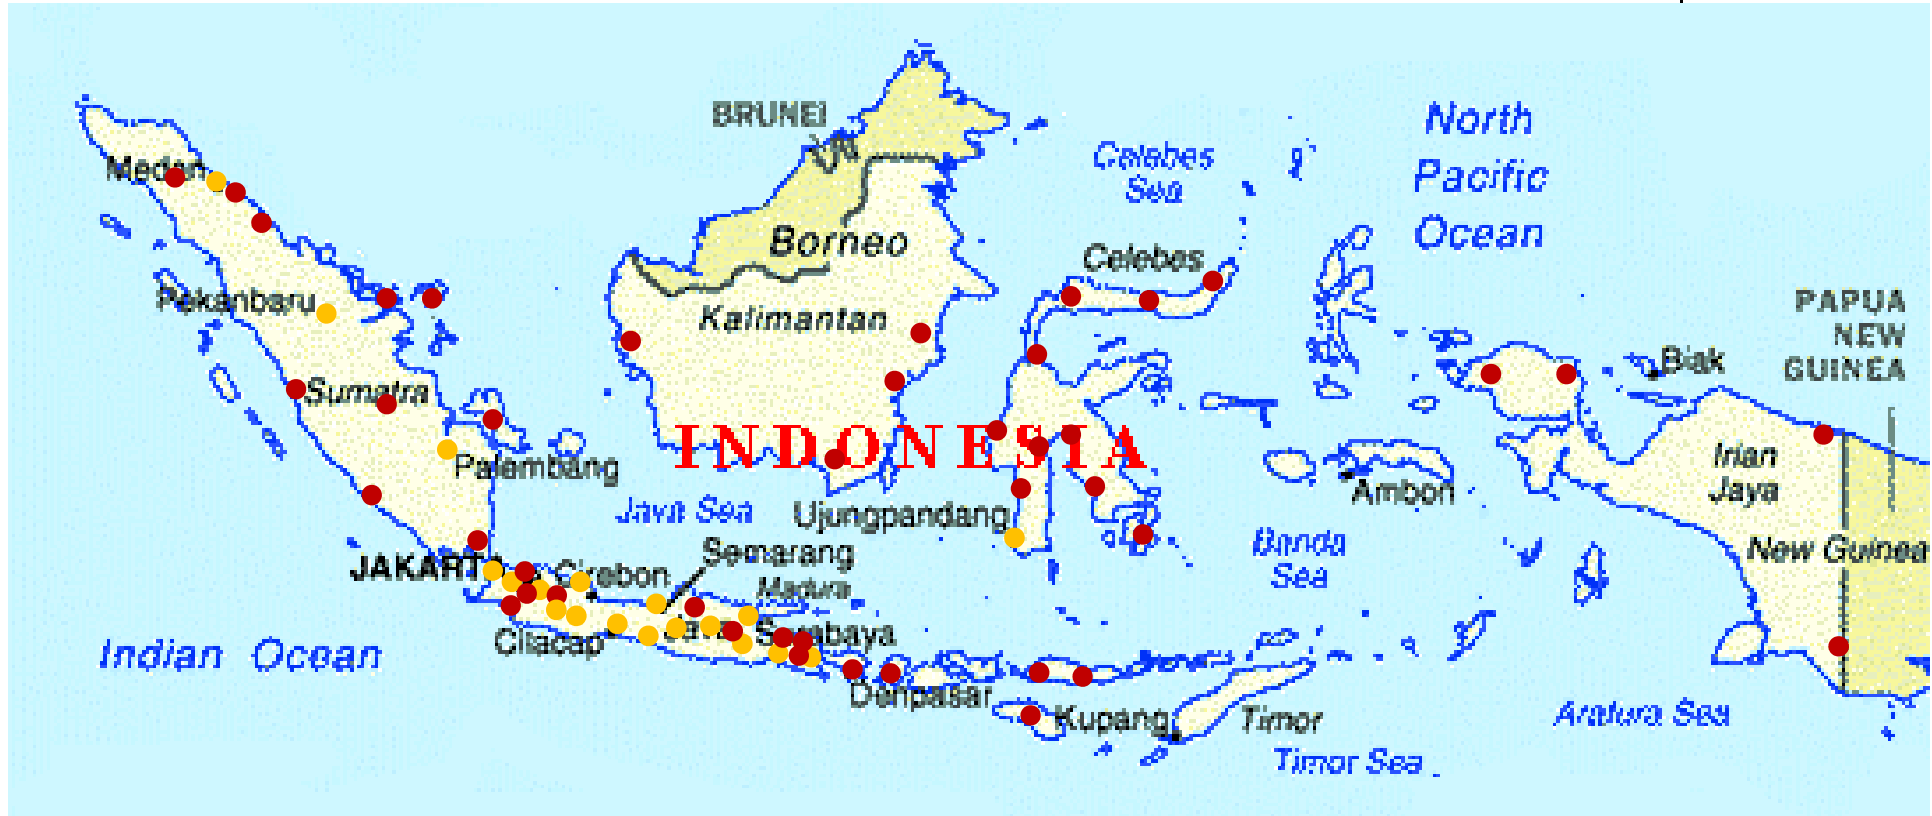 BRUNEI
North
Pacific
Ocean
Celebes
Sea
Medan
Borneo
Celebes
Pekanbaru
Kalimantan
PAPUA
NEW
GUINEA
Biak
Sumatra
INDONESIA
Palembang
Irian
Jaya
Ambon
Java Sea
Ujungpandang
Semarang
Banda
Sea
New Guinea
JAKARTA
Cirebon
Madura
Cilacap
Java
Surabaya
Indian Ocean
Denpasar
Kupang
Timor
Arafura Sea
Timor Sea